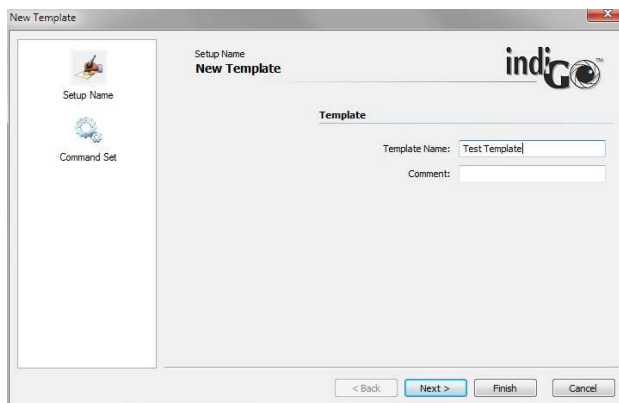 New Template
Setup Name
New Template
indiGo™
Setup Name
Command Set
Template
Template Name: Test Template
Comment:
< Back Next > Finish Cancel